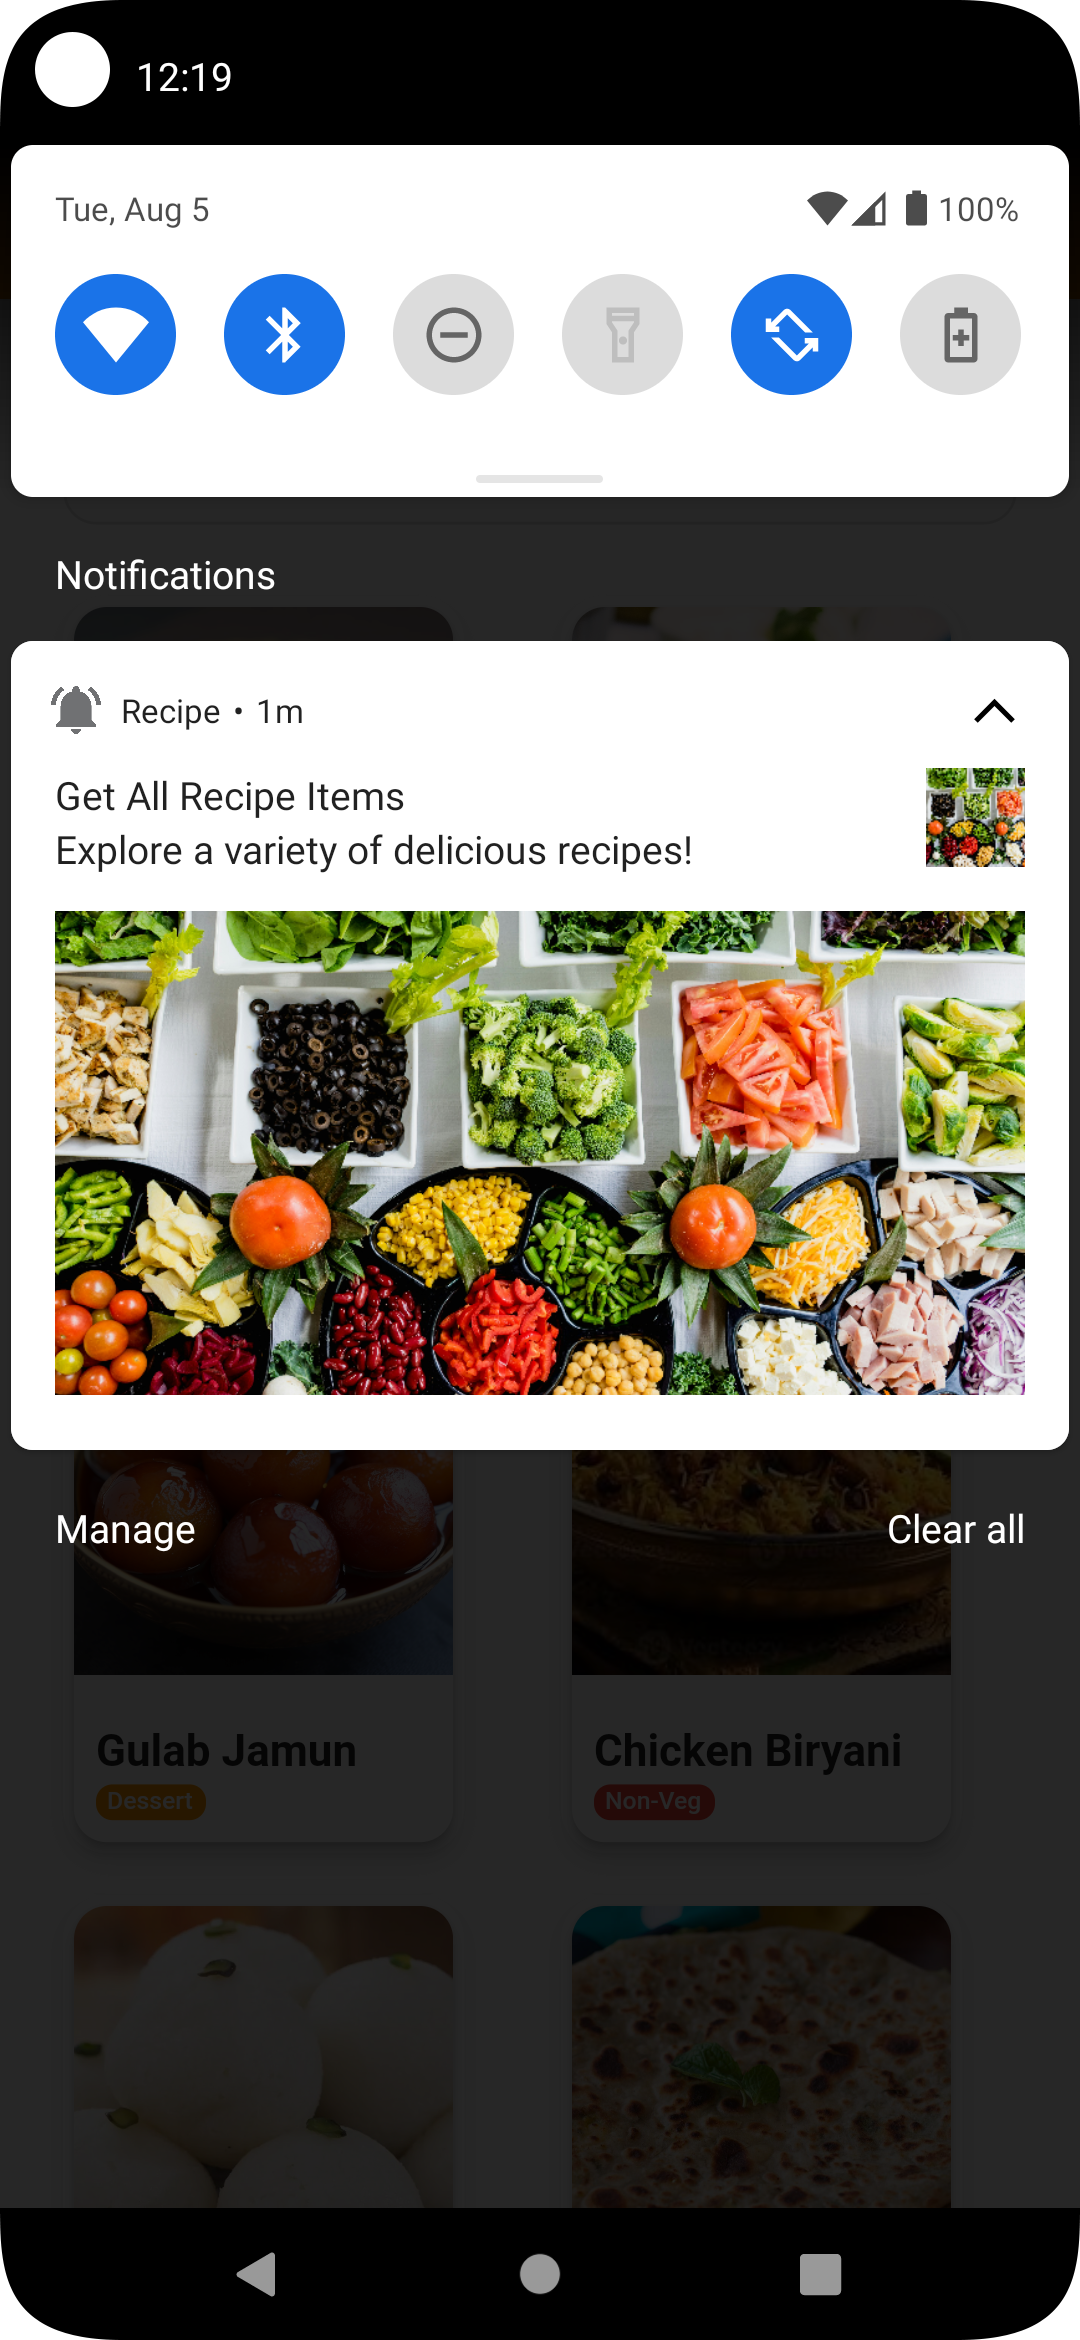 12:19
Tue, Aug 5
100%
Notifications
Recipe • 1m
Get All Recipe Items
Explore a variety of delicious recipes!
Manage
Clear all
Gulab Jamun
Chicken Biryani
Dessert
Non-Veg